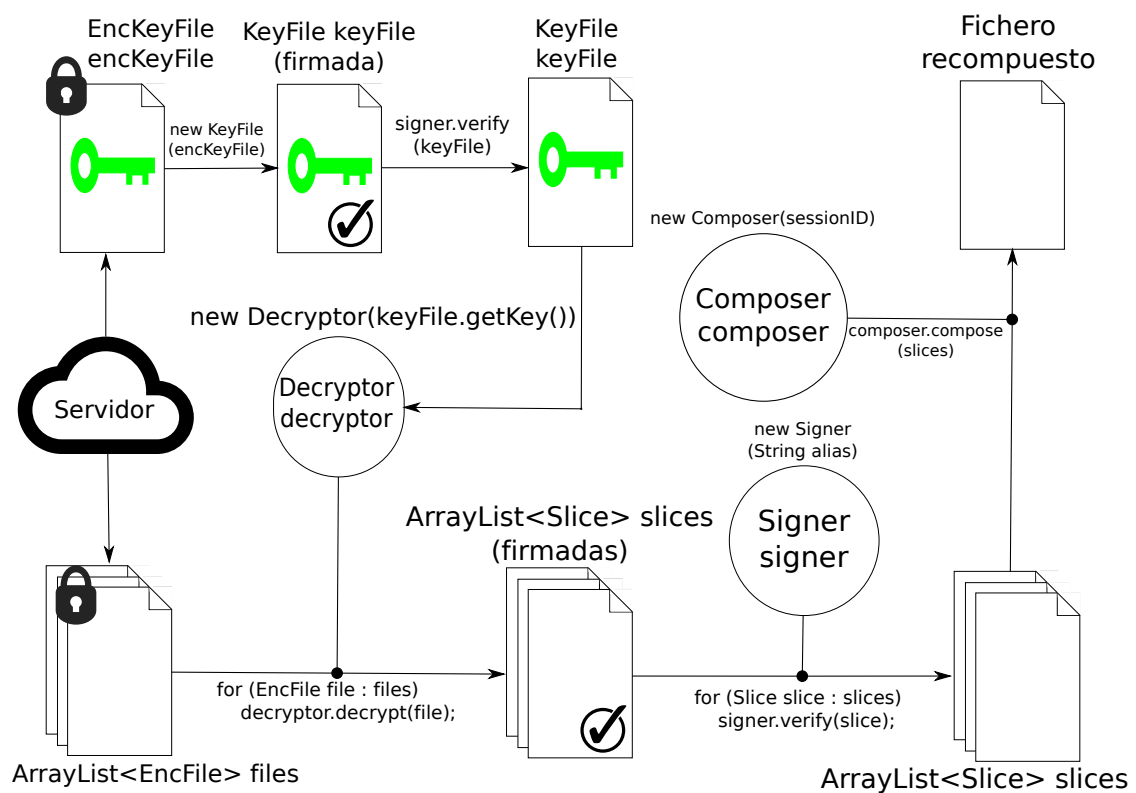 EncKeyFile
encKeyFile
KeyFile keyFile
(firmada)
KeyFile
keyFile
Fichero
recompuesto
new KeyFile
(encKeyFile)
signer.verify
(keyFile)
new Composer(sessionID)
Composer
composer
composer.compose
(slices)
new Decryptor(keyFile.getKey())
Decryptor
decryptor
Servidor
new Signer
(String alias)
Signer
signer
ArrayList<Slice> slices
(firmadas)
for (EncFile file : files)
decryptor.decrypt(file);
for (Slice slice : slices)
signer.verify(slice);
ArrayList<EncFile> files
ArrayList<Slice> slices